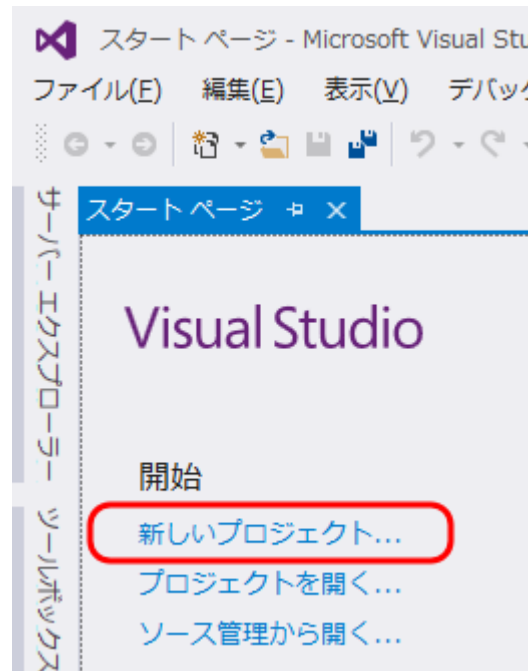 スタート ページ - Microsoft Visual Stu
ファイル(F) 編集(E) 表示(V) デバッグ
スタート ページ
サーバー エクスプローラー
ツールボックス
Visual Studio
開始
新しいプロジェクト...
プロジェクトを開く...
ソース管理から開く...